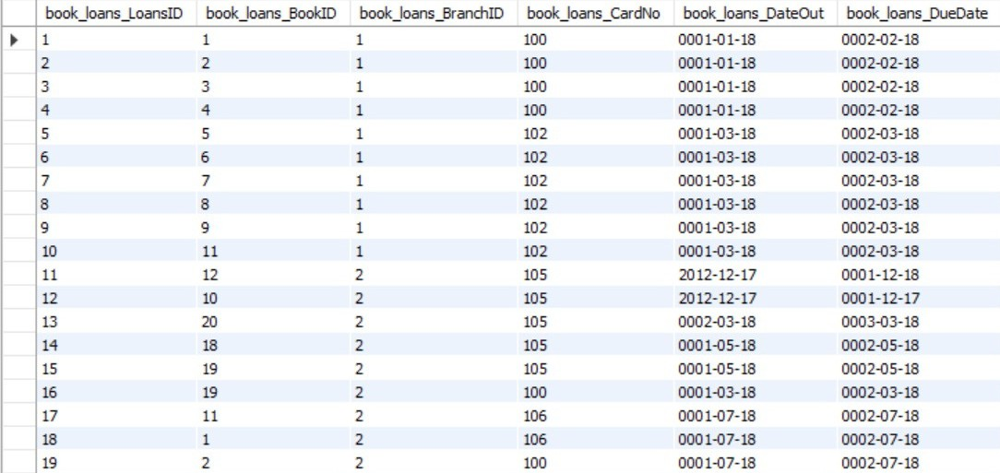 book_loans_LoansID book_loans_BookID book_loans_BranchID book_loans_CardNo book_loans_DateOut book_loans_DueDate
1 1 1 100 0001-01-18 0002-02-18
2 2 1 100 0001-01-18 0002-02-18
3 3 1 100 0001-01-18 0002-02-18
4 4 1 100 0001-01-18 0002-02-18
5 5 1 102 0001-03-18 0002-03-18
6 6 1 102 0001-03-18 0002-03-18
7 7 1 102 0001-03-18 0002-03-18
8 8 1 102 0001-03-18 0002-03-18
9 9 1 102 0001-03-18 0002-03-18
10 11 1 102 0001-03-18 0002-03-18
11 12 2 105 2012-12-17 0001-12-18
12 10 2 105 2012-12-17 0001-12-17
13 20 2 105 0002-03-18 0003-03-18
14 18 2 105 0001-05-18 0002-05-18
15 19 2 105 0001-05-18 0002-05-18
16 19 2 100 0001-03-18 0002-03-18
17 11 2 106 0001-07-18 0002-07-18
18 1 2 106 0001-07-18 0002-07-18
19 2 2 100 0001-07-18 0002-07-18